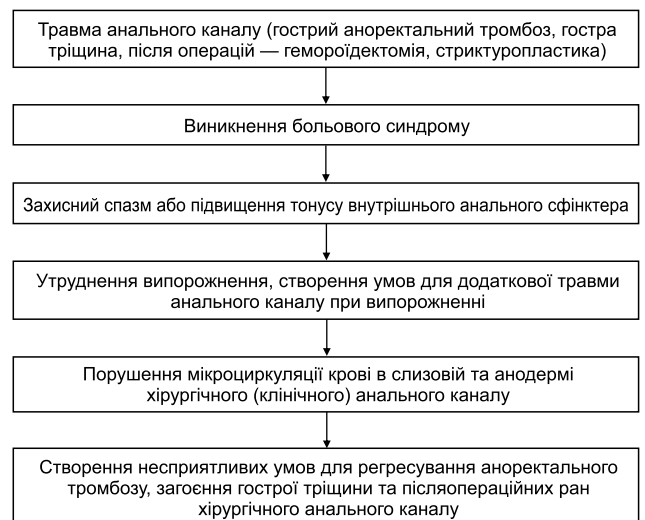 Травма анального каналу (гострий аноректальний тромбоз, гостра
тріщина, після операцій — гемороїдектомія, стриктуропластика)
Виникнення больового синдрому
Захисний спазм або підвищення тонусу внутрішнього анального сфінктера
Утруднення випорожнення, створення умов для додаткової травми
анального каналу при випорожненні
Порушення мікроциркуляції крові в слизовій та анодермі
хірургічного (клінічного) анального каналу
Створення несприятливих умов для регресування аноректального
тромбозу, загоєння гострої тріщини та післяопераційних ран
хірургічного анального каналу